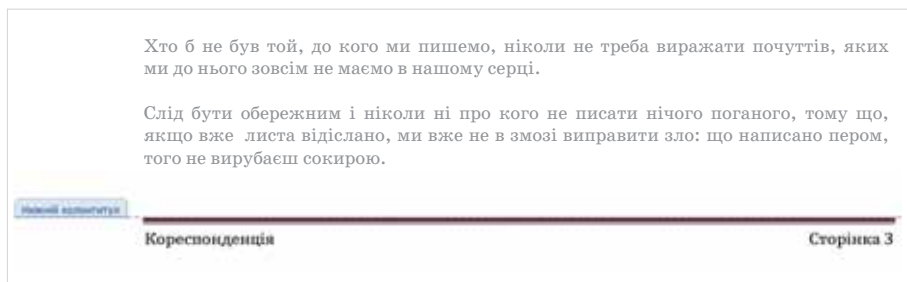 Хто б не був той, до кого ми пишемо, ніколи не треба виражати почуттів, яких
ми до нього зовсім не маємо в нашому серці.
Слід бути обережним і ніколи ні про кого не писати нічого поганого, тому що,
якщо вже листа відіслано, ми вже не в змозі виправити зло: що написано пером,
того не вирубаєш сокирою.
Нижний колонтитул
Кореспонденція Сторінка 3